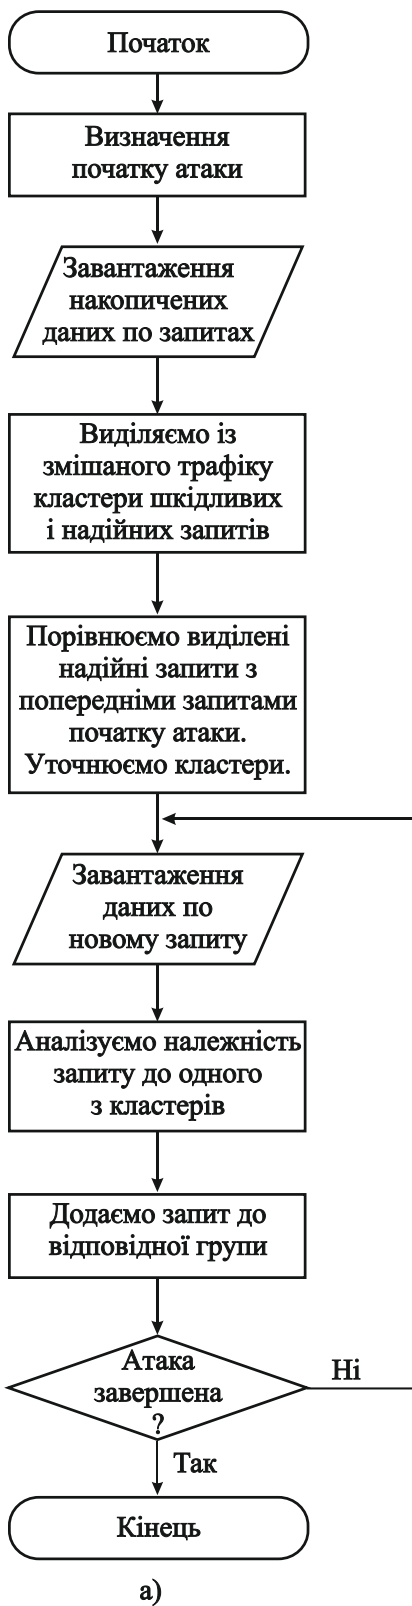 Початок
Визначення
початку атаки
Завантаження
накопичених
даних по запитах
Виділяємо із
змішаного трафіку
кластери шкідливих
і надійних запитів
Порівнюємо виділені
надійні запити з
попередніми запитами
початку атаки.
Уточнюємо кластери.
Завантаження
даних по
новому запиту
Аналізуємо належність
запиту до одного
з кластерів
Додаємо запит до
відповідної групи
Атака
завершена
?
Ні
Так
Кінець
а)